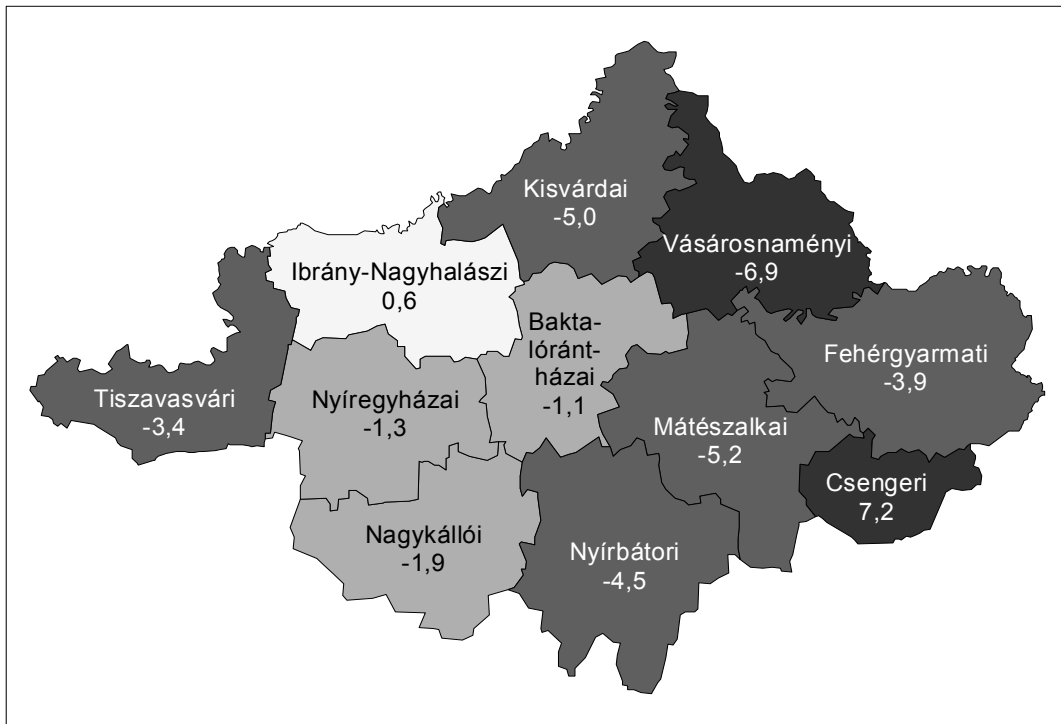 Kisvárdai
-5,0
Vásárosnaményi
-6,9
Ibrány-Nagyhalászi
0,6
Bakta-
lóránt-
házai
-1,1
Fehérgyarmati
-3,9
Tiszavasvári
-3,4
Nyíregyházai
-1,3
Mátészalkai
-5,2
Csengeri
7,2
Nagykállói
-1,9
Nyírbátori
-4,5